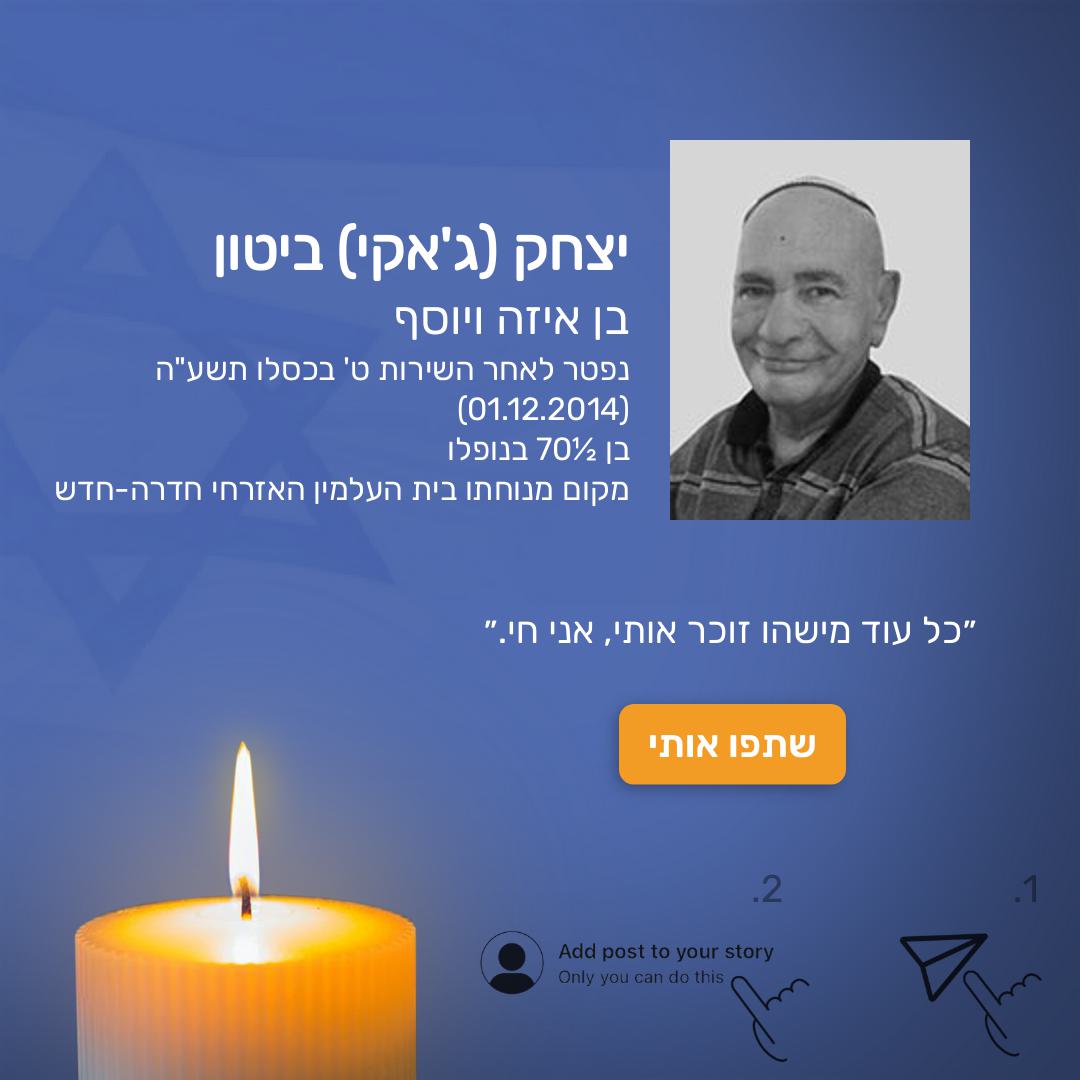 יצחק (ג'אקי) ביטון
בן איזה ויוסף
נפטר לאחר השירות ט' בכסלו תשע"ה
(01.12.2014)
בן 70½ בנופלו
מקום מנוחתו בית העלמין האזרחי חדרה-חדש
״כל עוד מישהו זוכר אותי, אני חי.״
שתפו אותי
1.
2.
Add post to your story
Only you can do this